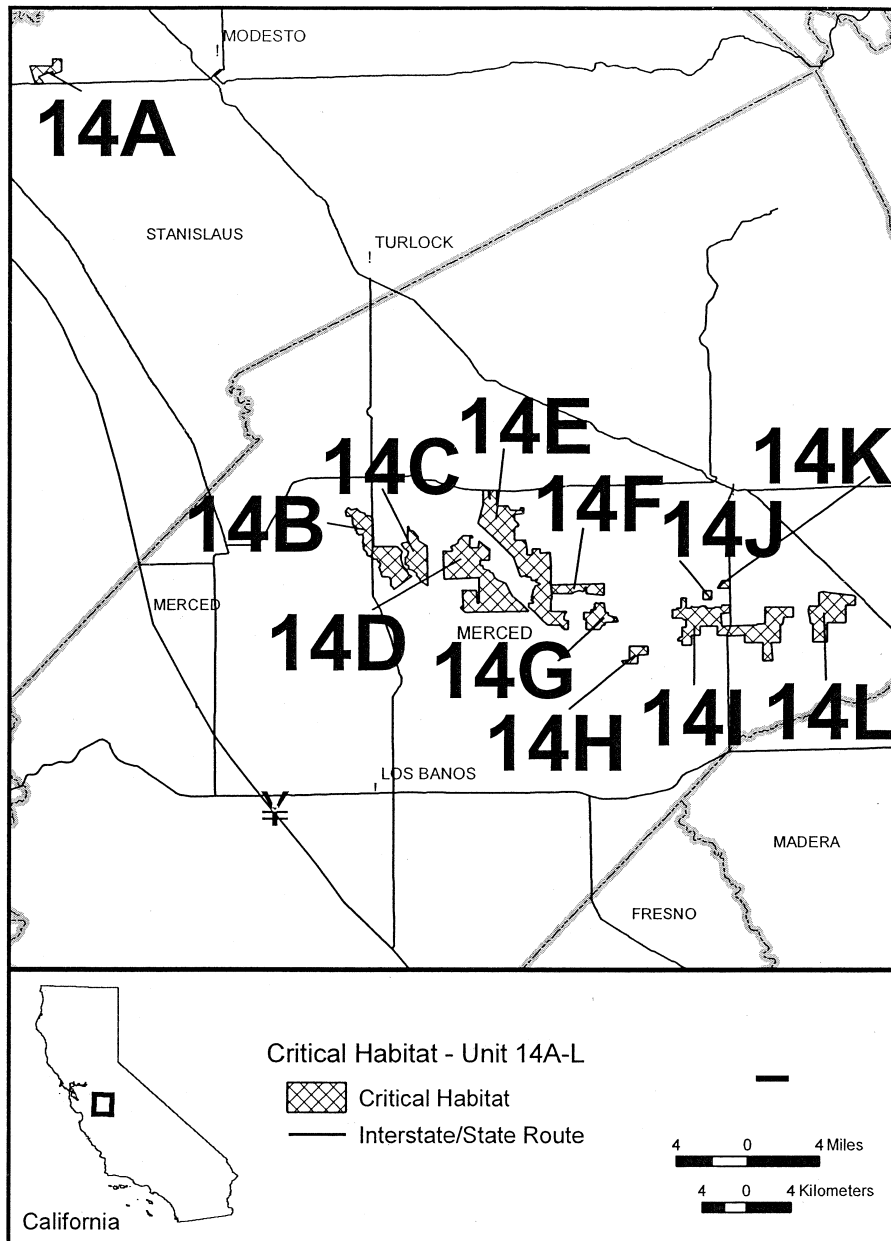 MODESTO
!
14A
STANISLAUS
TURLOCK
!
14E
14C
14K
14B
14F
14J
MERCED
MERCED
14D
14G
14H
14I
14L
LOS BANOS
!
MADERA
FRESNO
Critical Habitat - Unit 14A-L
Critical Habitat
Interstate/State Route
4 0 4 Miles
4 0 4 Kilometers
California